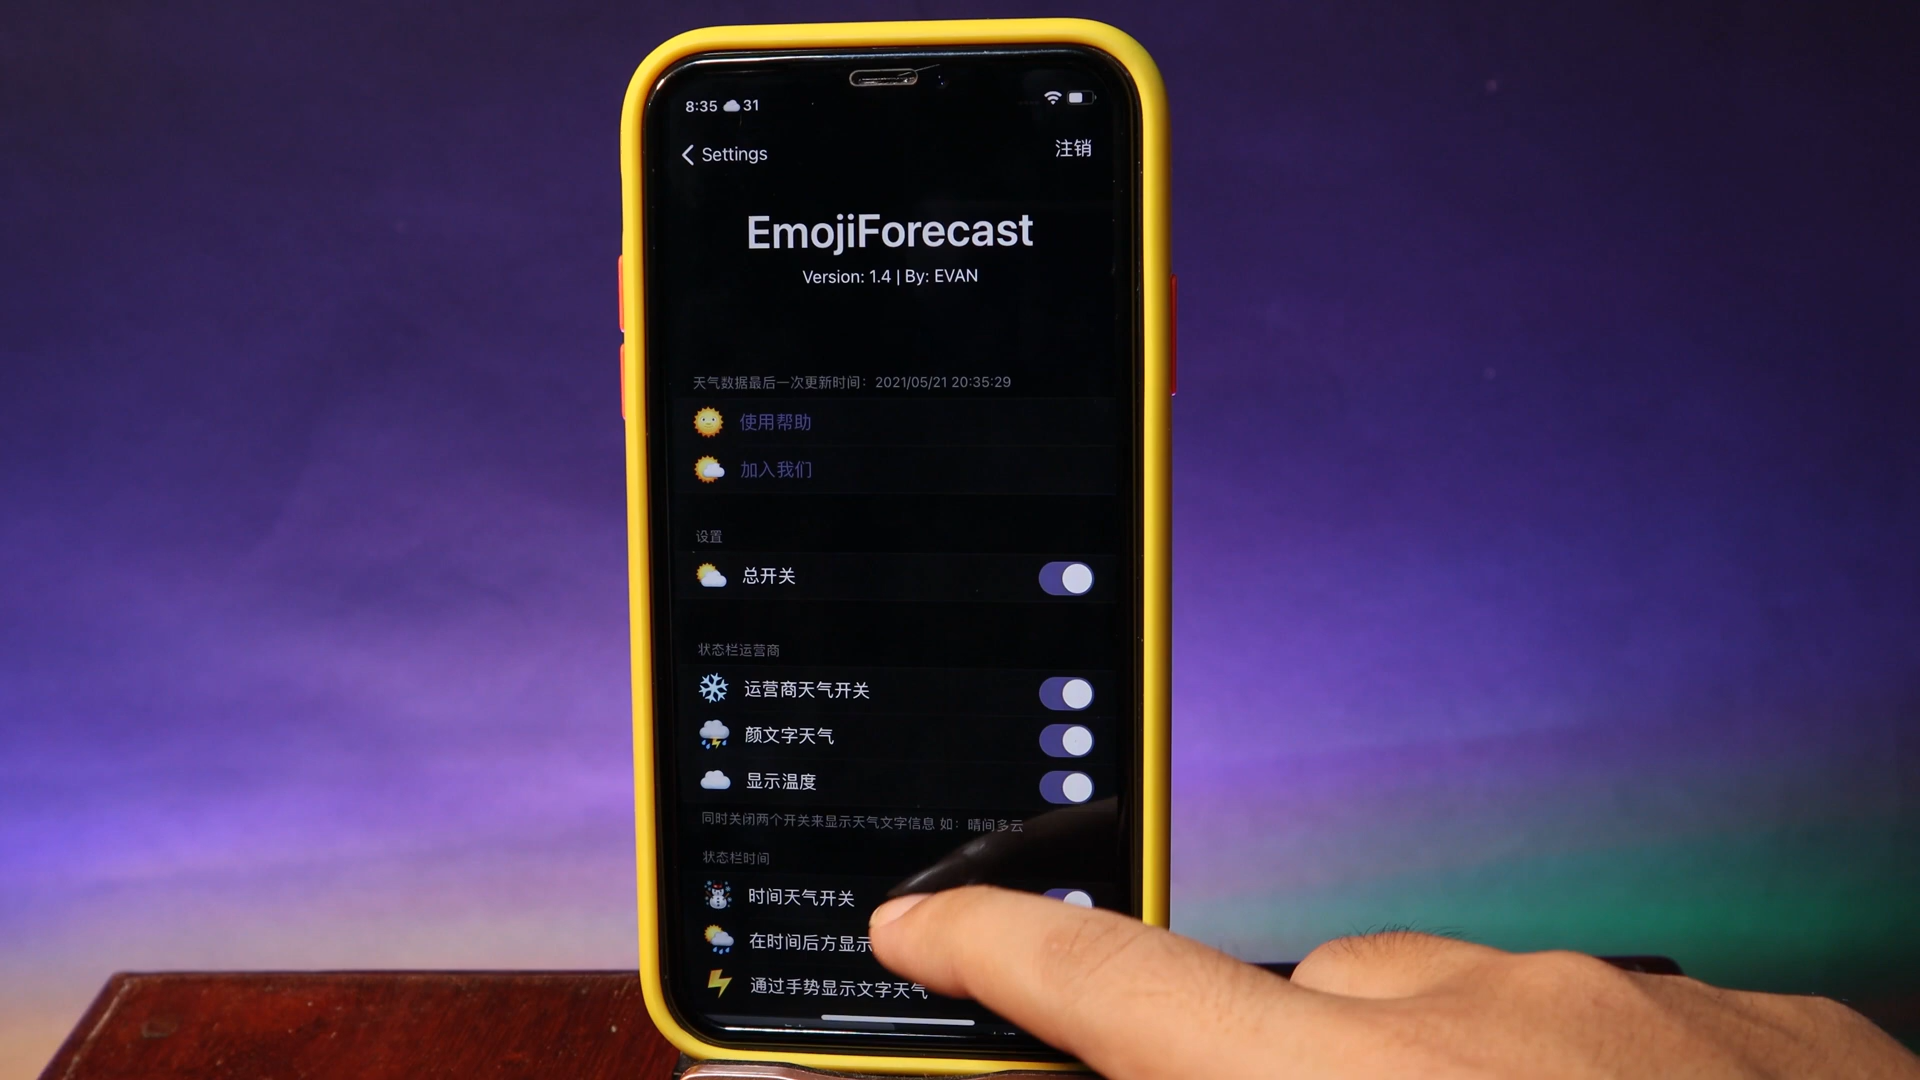 8:35 31
Settings
注销
EmojiForecast
Version: 1.4 | By: EVAN
天气数据最后一次更新时间：2021/05/21 20:35:29
使用帮助
加入我们
设置
总开关
状态栏运营商
运营商天气开关
颜文字天气
显示温度
同时关闭两个开关来显示天气文字信息 如：晴间多云
状态栏时间
时间天气开关
在时间后方显示
通过手势显示文字天气